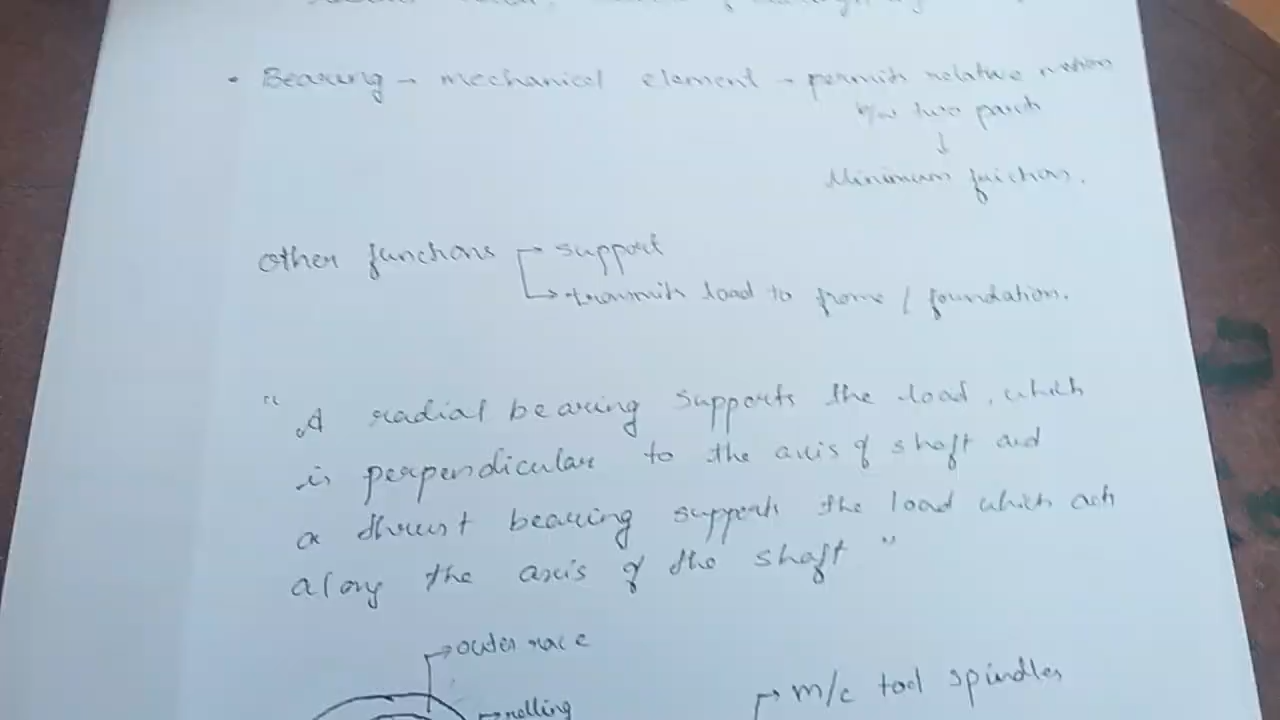 • Bearing → mechanical element → permits relative motion
b/w two parts
↓
Minimum friction.
other functions → support
→ transmits load to frame / foundation.
" A radial bearing supports the load, which
is perpendicular to the axis of shaft and
a thrust bearing supports the load which acts
along the axis of the shaft "
→ outer race
→ rolling
→ m/c tool spindles